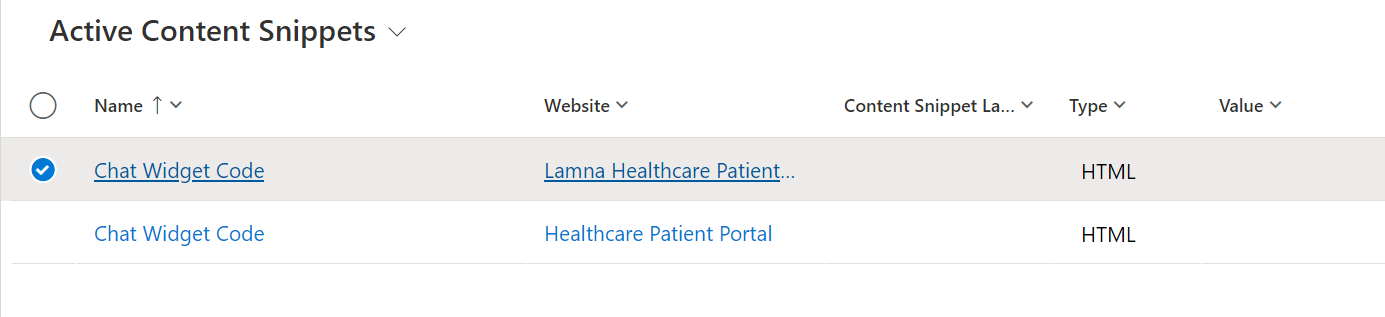 Active Content Snippets
Name Website Content Snippet La... Type Value
Chat Widget Code Lamna Healthcare Patient... HTML
Chat Widget Code Healthcare Patient Portal HTML